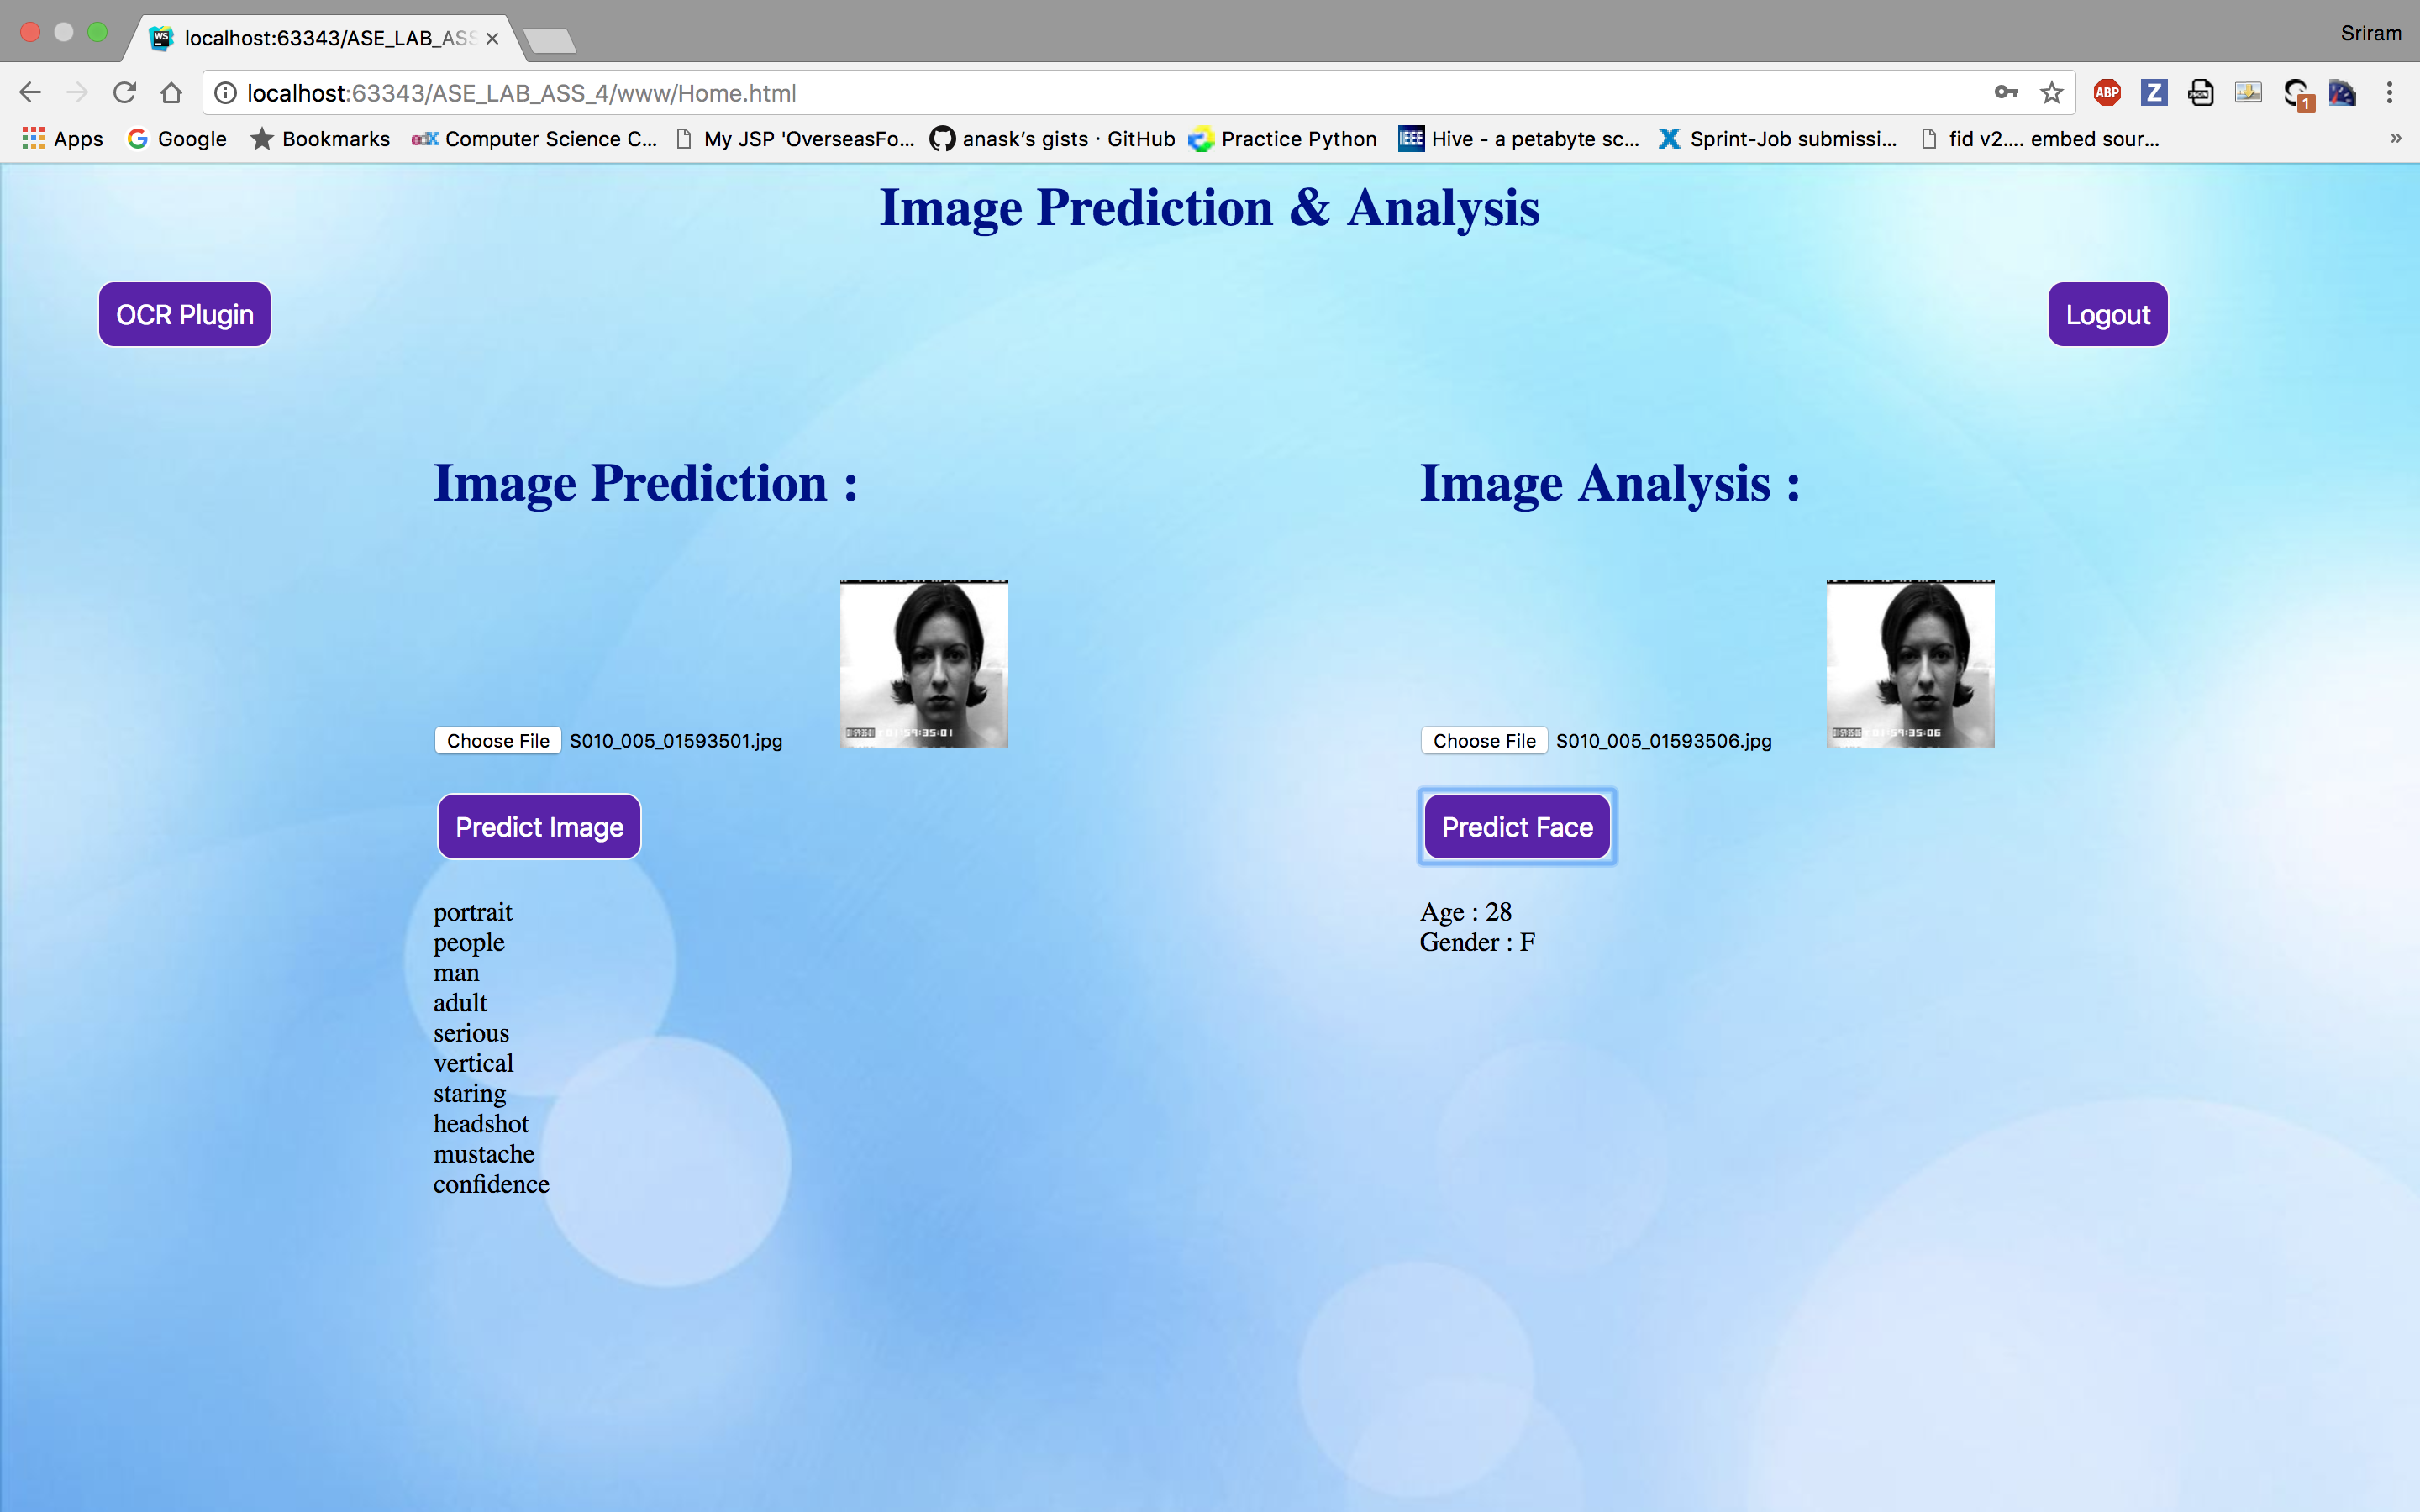 localhost:63343/ASE_LAB_ASS
Sriram
localhost:63343/ASE_LAB_ASS_4/www/Home.html
ABP
Z
1
Apps
Google
Bookmarks
edX Computer Science C...
My JSP 'OverseasFo...
anask's gists · GitHub
Practice Python
IEEE Hive - a petabyte sc...
Sprint-Job submissi...
fid v2.... embed sour...
»
Image Prediction & Analysis
OCR Plugin
Logout
Image Prediction :
Image Analysis :
Choose File S010_005_01593501.jpg
Choose File S010_005_01593506.jpg
Predict Image
Predict Face
portrait
people
man
adult
serious
vertical
staring
headshot
mustache
confidence
Age : 28
Gender : F